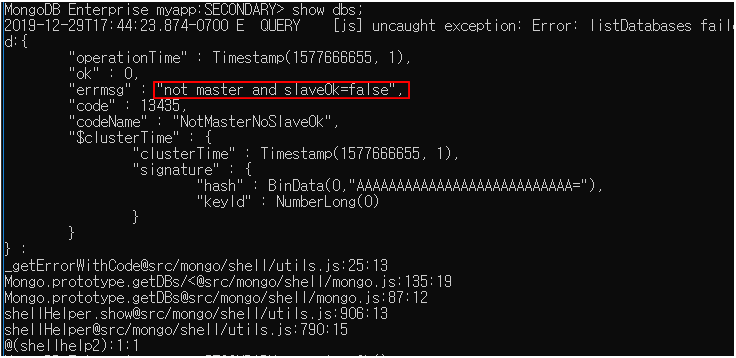 MongoDB Enterprise myapp:SECONDARY> show dbs;
2019-12-29T17:44:23.874-0700 E  QUERY    [js] uncaught exception: Error: listDatabases faile
d:{
        "operationTime" : Timestamp(1577666655, 1),
        "ok" : 0,
        "errmsg" : "not master and slaveOk=false",
        "code" : 13435,
        "codeName" : "NotMasterNoSlaveOk",
        "$clusterTime" : {
                "clusterTime" : Timestamp(1577666655, 1),
                "signature" : {
                        "hash" : BinData(0,"AAAAAAAAAAAAAAAAAAAAAAAAAAA="),
                        "keyId" : NumberLong(0)
                }
        }
} :
_getErrorWithCode@src/mongo/shell/utils.js:25:13
Mongo.prototype.getDBs/<@src/mongo/shell/mongo.js:135:19
Mongo.prototype.getDBs@src/mongo/shell/mongo.js:87:12
shellHelper.show@src/mongo/shell/utils.js:906:13
shellHelper@src/mongo/shell/utils.js:790:15
@(shellhelp2):1:1